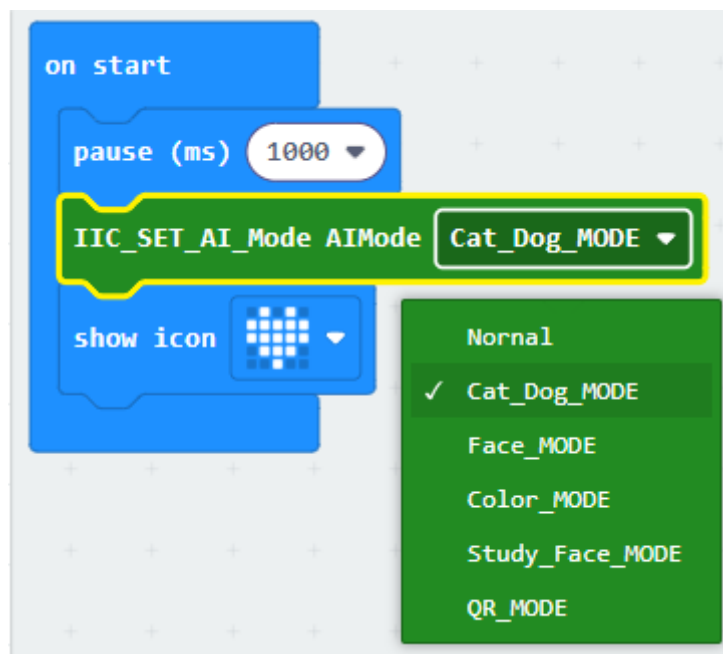 on start
pause (ms) 1000
IIC_SET_AI_Mode AIMode Cat_Dog_MODE
show icon
Nornal
✓ Cat_Dog_MODE
Face_MODE
Color_MODE
Study_Face_MODE
QR_MODE